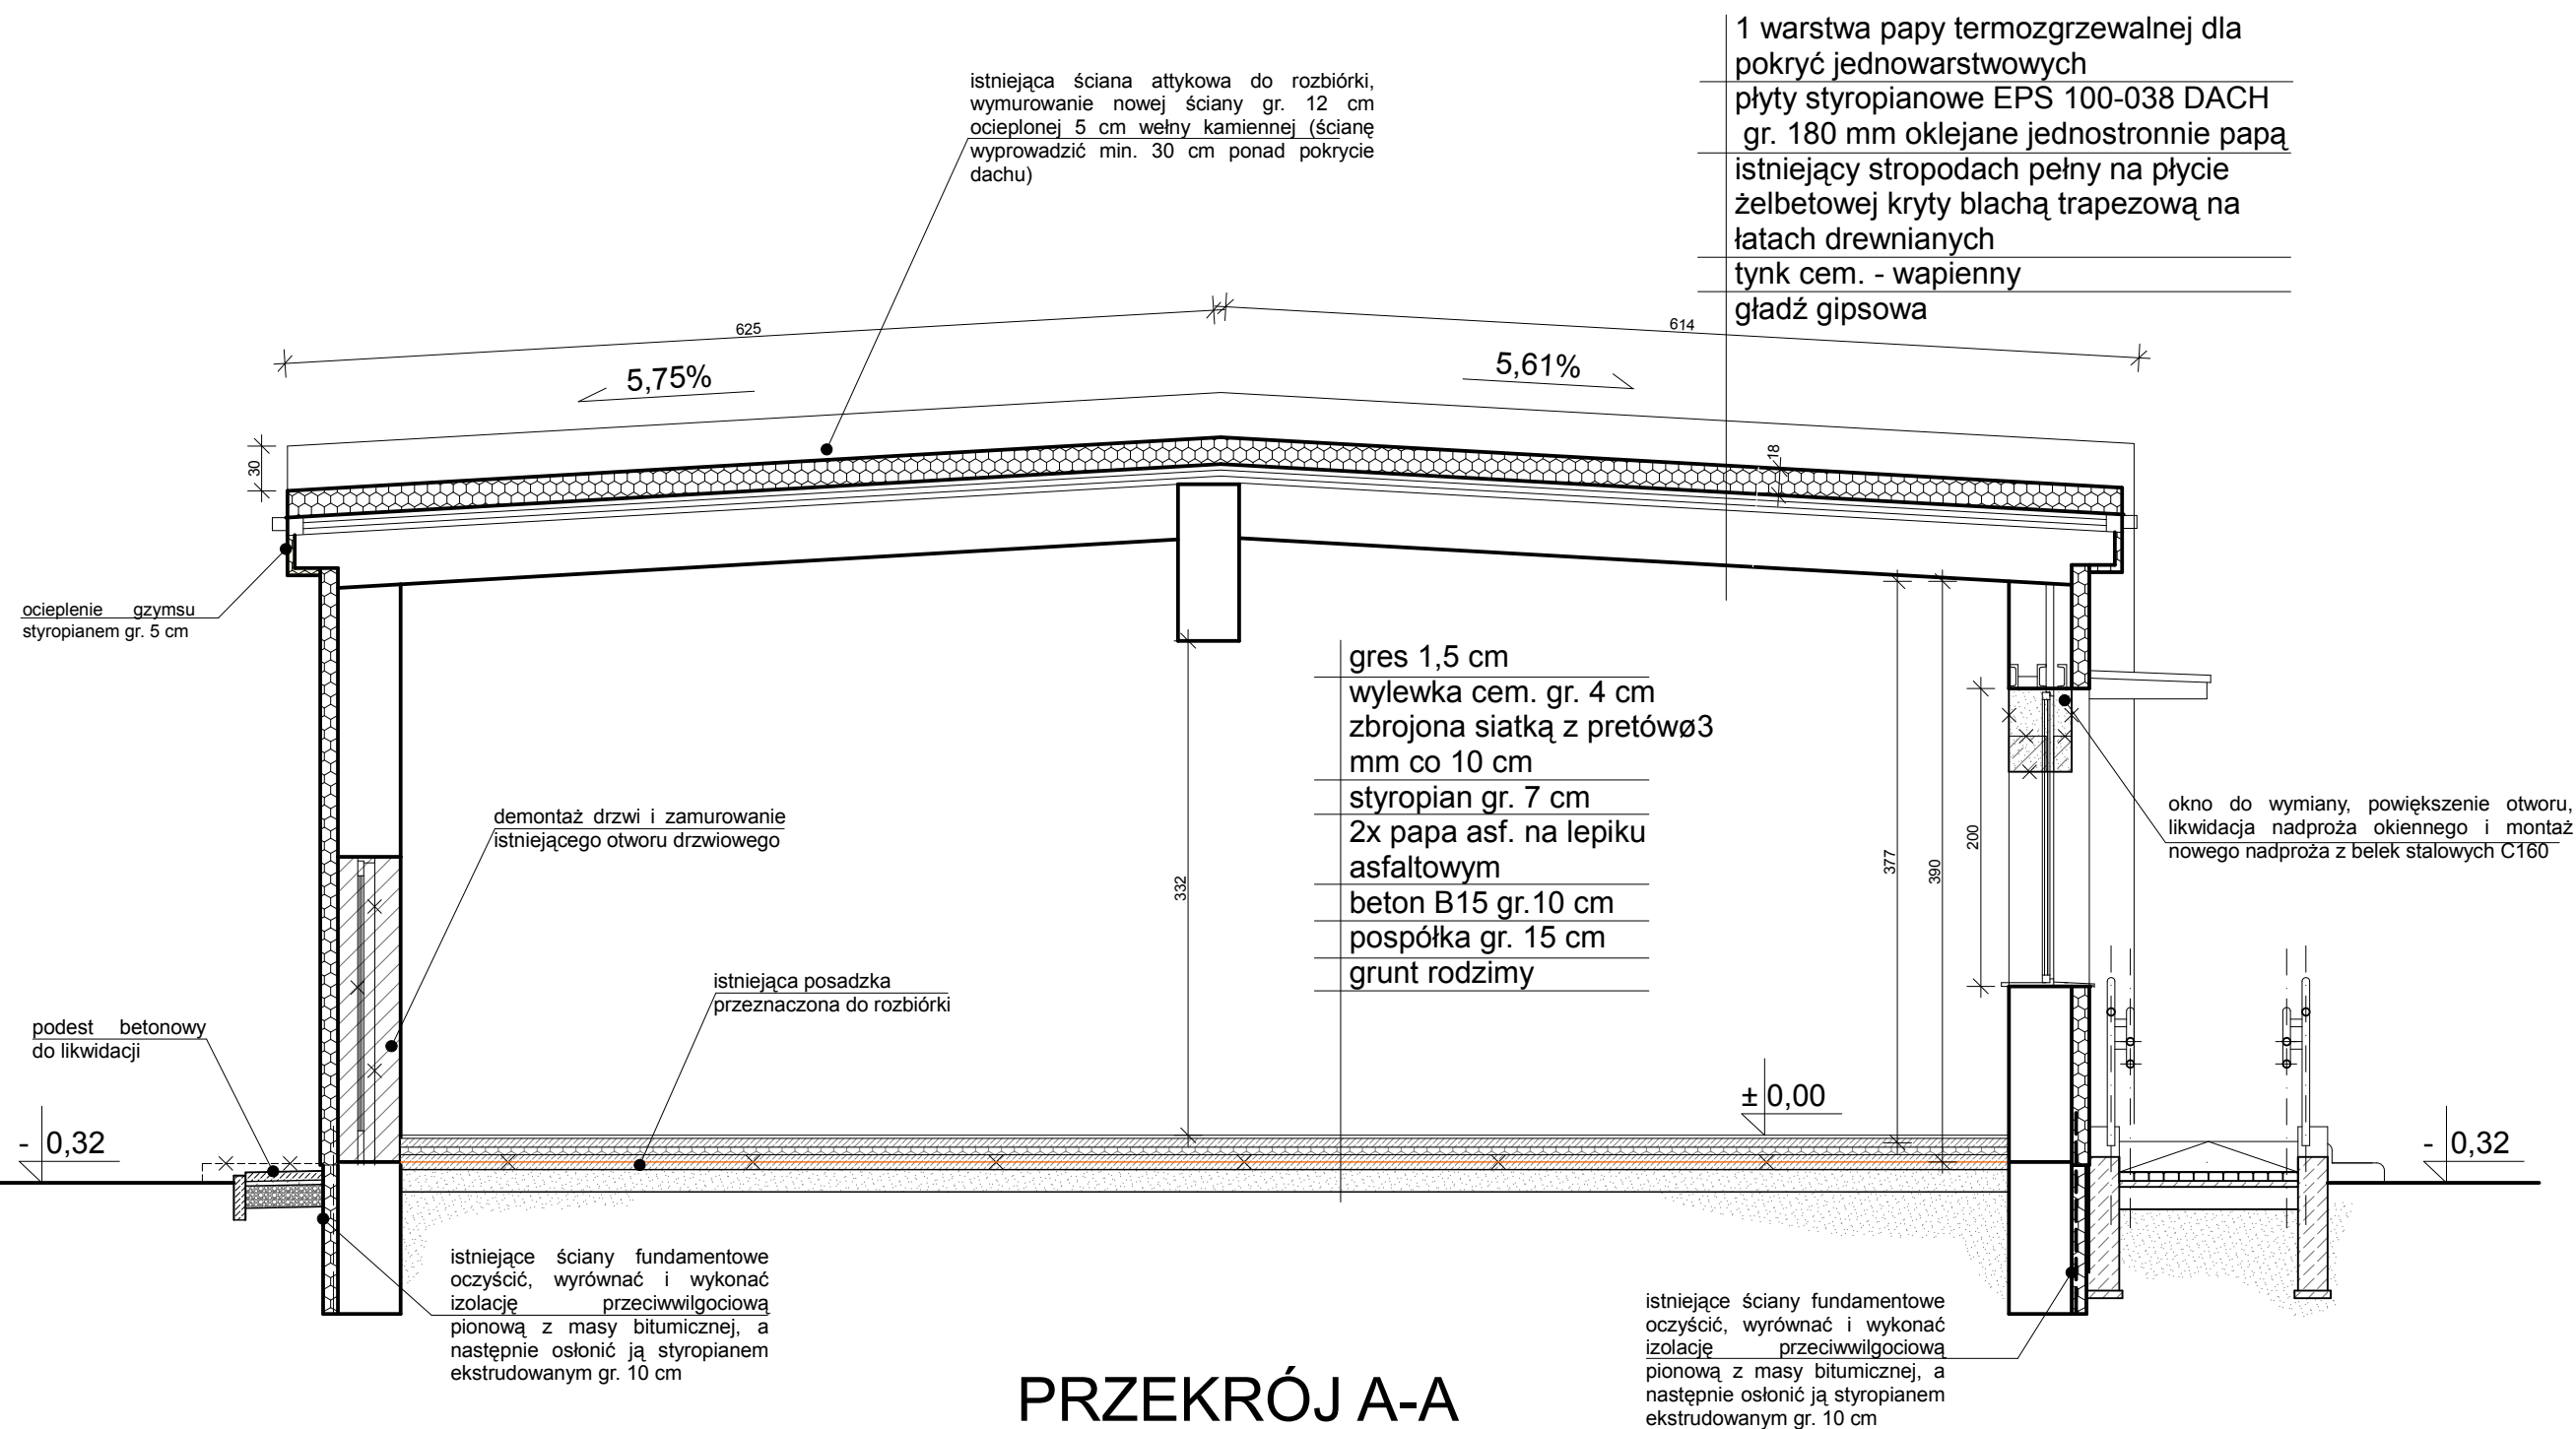 1 warstwa papy termozgrzewalnej dla
pokryć jednowarstwowych
płyty styropianowe EPS 100-038 DACH
gr. 180 mm oklejane jednostronnie papą
istniejący stropodach pełny na płycie
żelbetowej kryty blachą trapezową na
łatach drewnianych
tynk cem. - wapienny
gładź gipsowa
istniejąca ściana attykowa do rozbiórki,
wymurowanie nowej ściany gr. 12 cm
ocieplonej 5 cm wełny kamiennej (ścianę
wyprowadzić min. 30 cm ponad pokrycie
dachu)
625
614
5,75%
5,61%
30
18
ocieplenie gzymsu
styropianem gr. 5 cm
gres 1,5 cm
wylewka cem. gr. 4 cm
zbrojona siatką z pretówø3
mm co 10 cm
styropian gr. 7 cm
2x papa asf. na lepiku
asfaltowym
beton B15 gr.10 cm
pospółka gr. 15 cm
grunt rodzimy
demontaż drzwi i zamurowanie
istniejącego otworu drzwiowego
332
377
390
200
okno do wymiany, powiększenie otworu,
likwidacja nadproża okiennego i montaż
nowego nadproża z belek stalowych C160
istniejąca posadzka
przeznaczona do rozbiórki
podest betonowy
do likwidacji
± 0,00
- 0,32
- 0,32
istniejące ściany fundamentowe
oczyścić, wyrównać i wykonać
izolację przeciwwilgociową
pionową z masy bitumicznej, a
następnie osłonić ją styropianem
ekstrudowanym gr. 10 cm
istniejące ściany fundamentowe
oczyścić, wyrównać i wykonać
izolację przeciwwilgociową
pionową z masy bitumicznej, a
następnie osłonić ją styropianem
ekstrudowanym gr. 10 cm
PRZEKRÓJ A-A